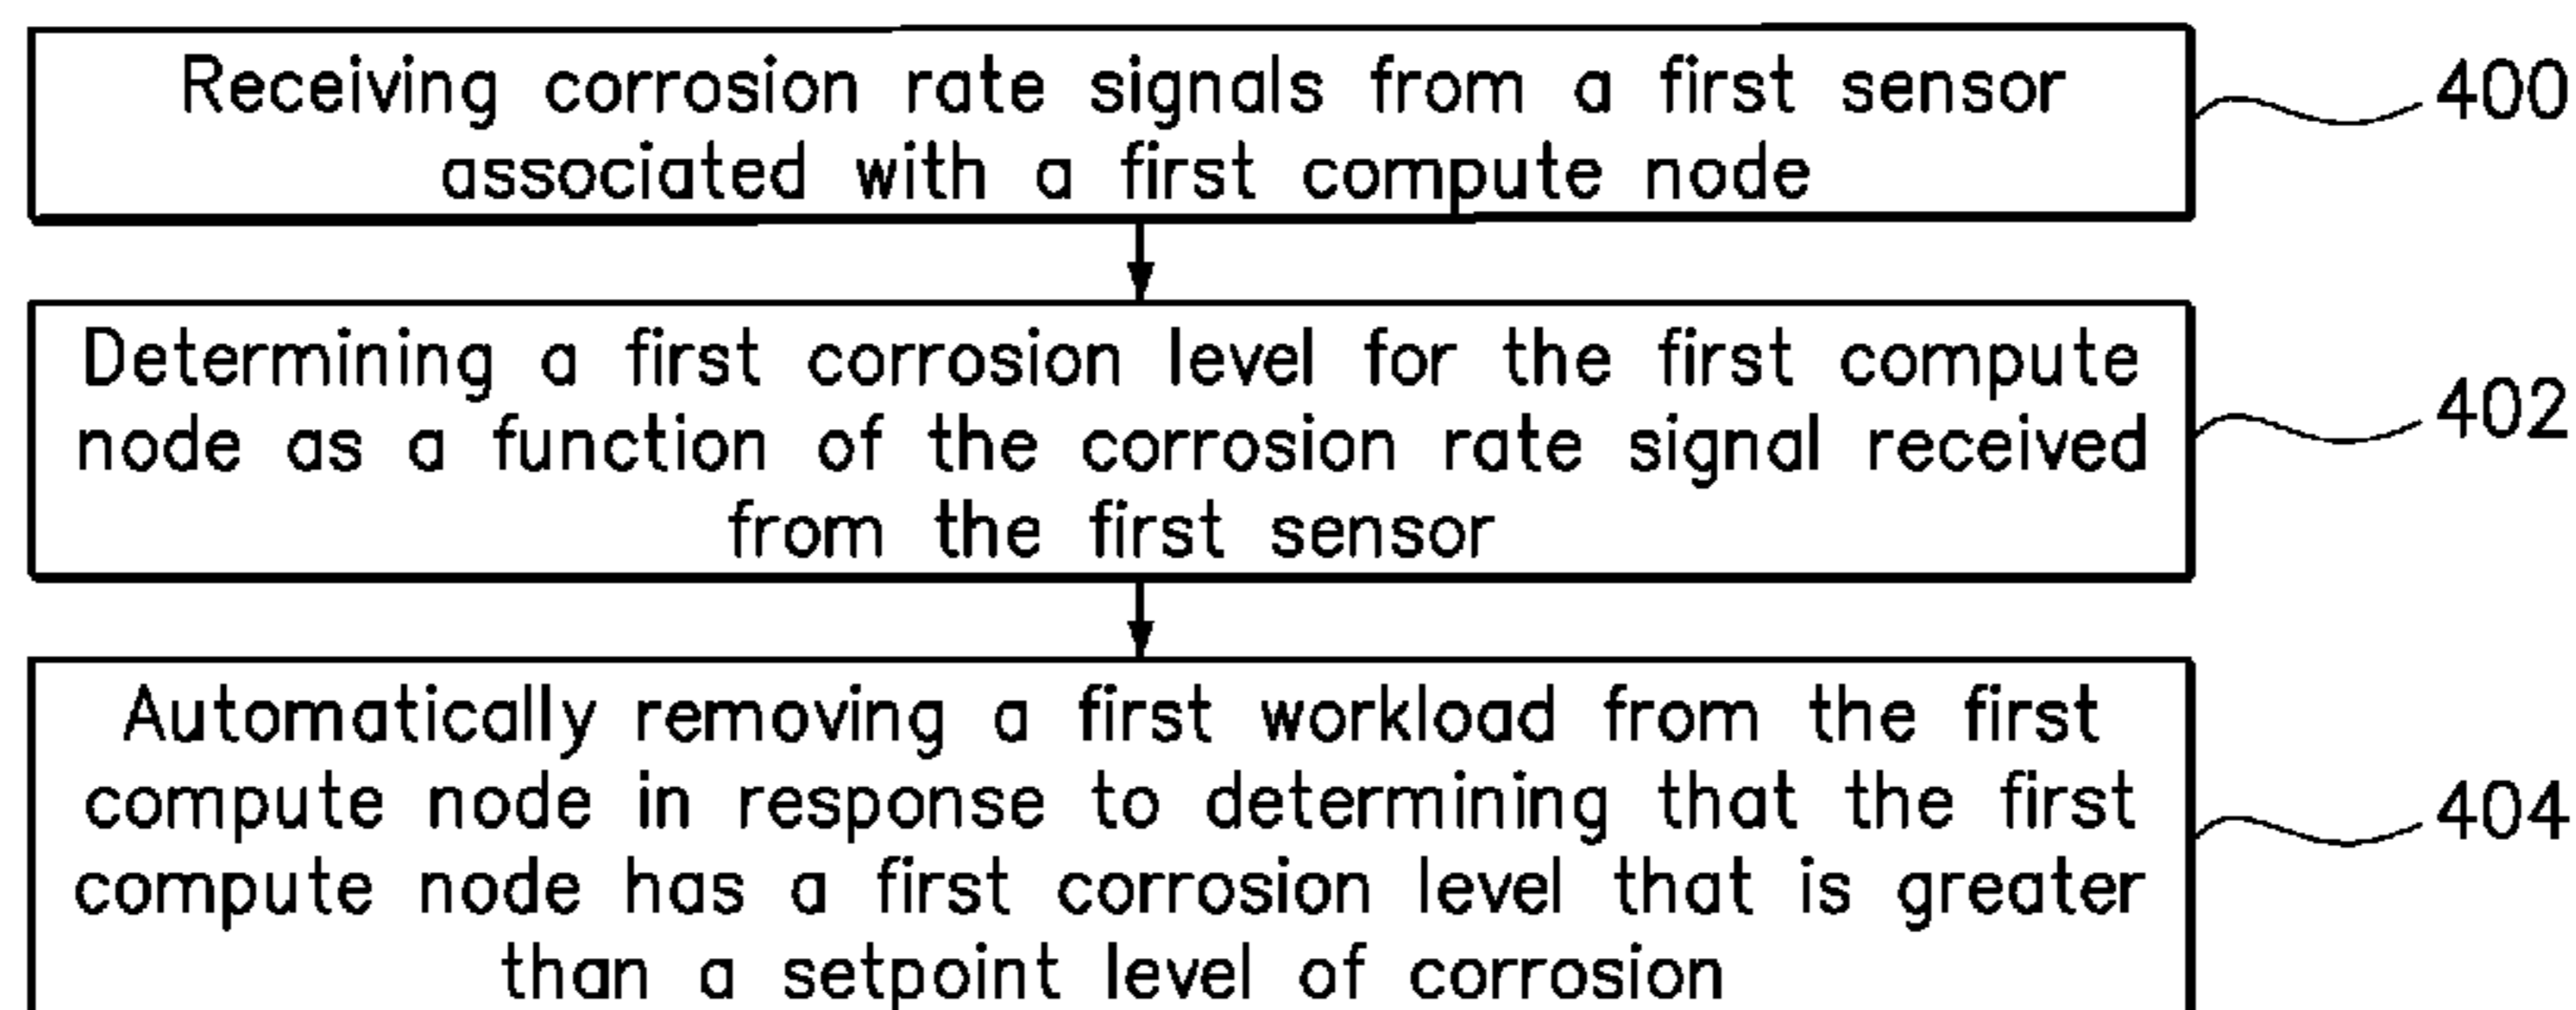 Receiving corrosion rate signals from a first sensor
associated with a first compute node
400
Determining a first corrosion level for the first compute
node as a function of the corrosion rate signal received
from the first sensor
402
Automatically removing a first workload from the first
compute node in response to determining that the first
compute node has a first corrosion level that is greater
than a setpoint level of corrosion
404